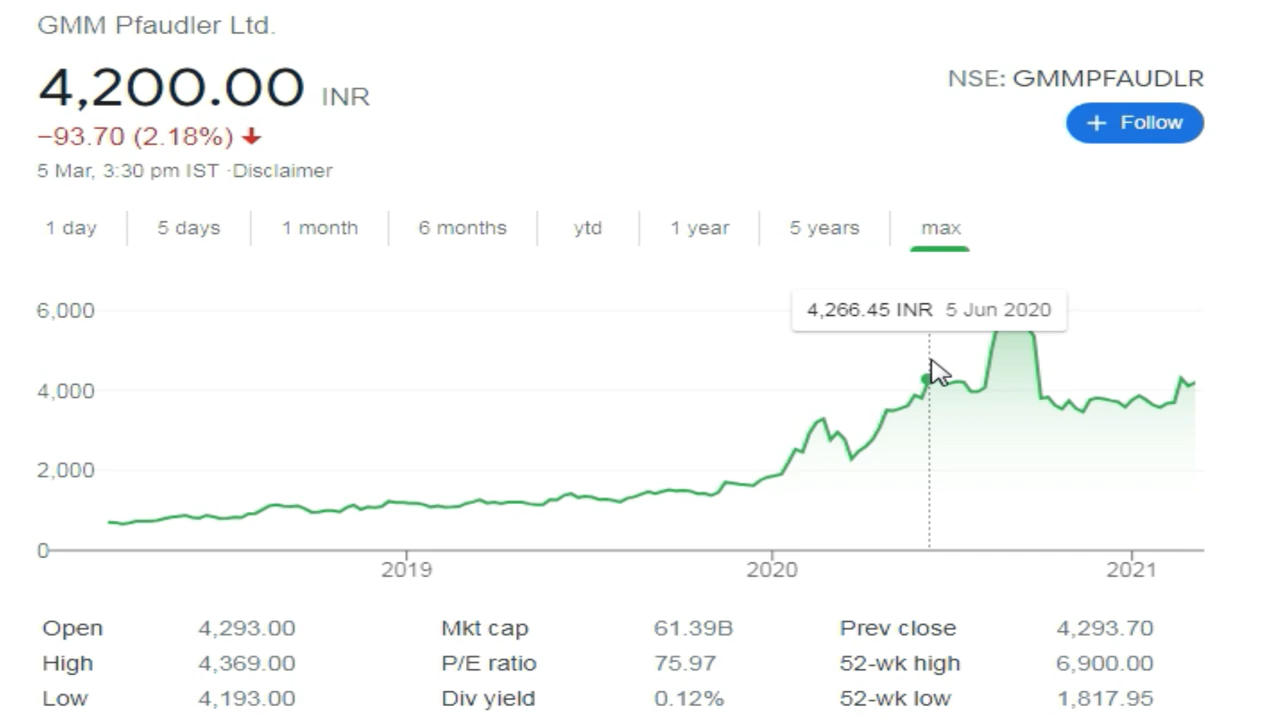 GMM Pfaudler Ltd.
4,200.00 INR
NSE: GMMPFAUDLR
−93.70 (2.18%)
+ Follow
5 Mar, 3:30 pm IST ·Disclaimer
1 day 5 days 1 month 6 months ytd 1 year 5 years max
4,266.45 INR 5 Jun 2020
6,000
4,000
2,000
0
2019 2020 2021
Open 4,293.00 Mkt cap 61.39B Prev close 4,293.70
High 4,369.00 P/E ratio 75.97 52-wk high 6,900.00
Low 4,193.00 Div yield 0.12% 52-wk low 1,817.95